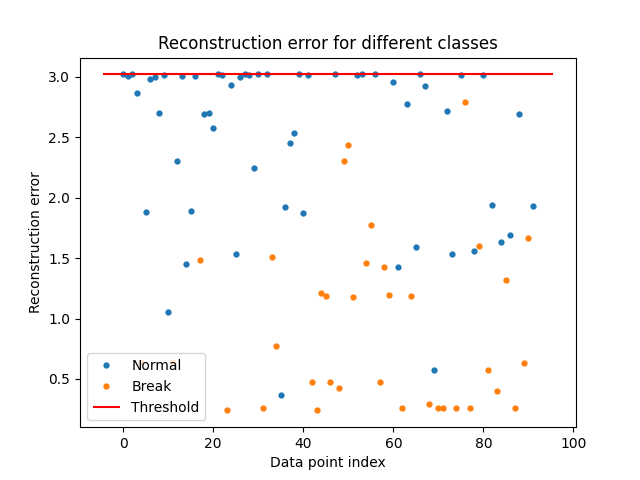 Reconstruction error for different classes
Reconstruction error
3.0
2.5
2.0
1.5
1.0
0.5
Normal
Break
Threshold
0
20
40
60
80
100
Data point index